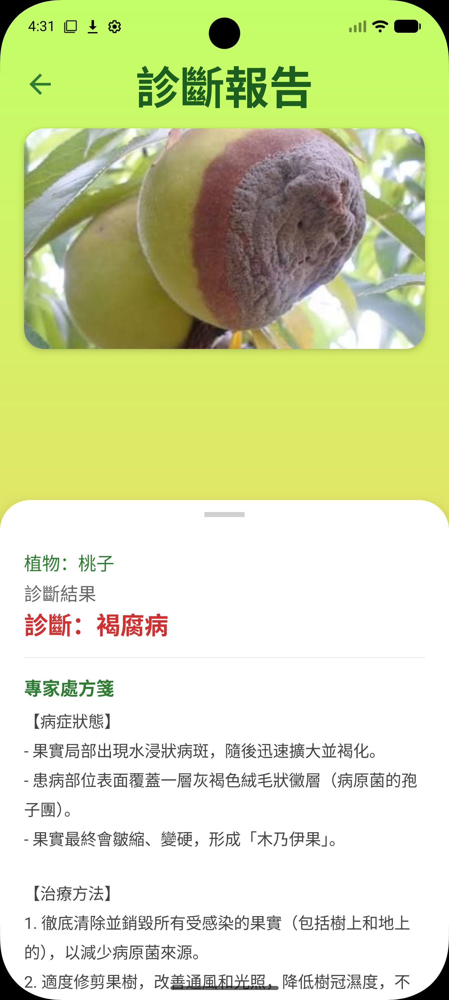 4:31
診斷報告
植物：桃子
診斷結果
診斷：褐腐病
專家處方箋
【病症狀態】
- 果實局部出現水浸狀病斑，隨後迅速擴大並褐化。
- 患病部位表面覆蓋一層灰褐色絨毛狀黴層（病原菌的孢
子團）。
- 果實最終會皺縮、變硬，形成「木乃伊果」。
【治療方法】
1. 徹底清除並銷毀所有受感染的果實（包括樹上和地上
的），以減少病原菌來源。
2. 適度修剪果樹，改善通風和光照，降低樹冠濕度，不